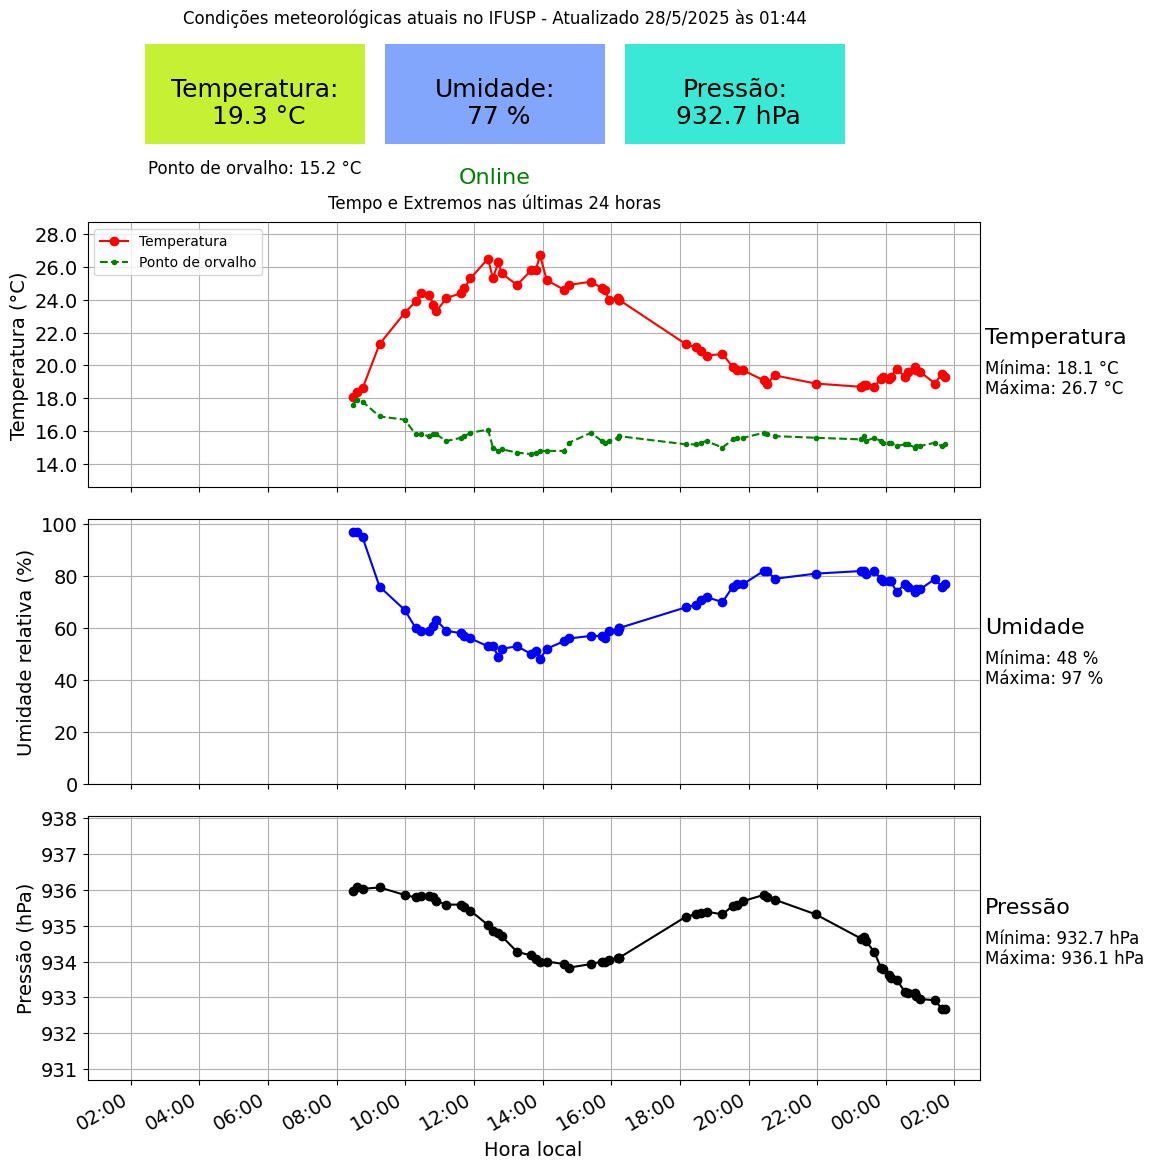 Condições meteorológicas atuais no IFUSP - Atualizado 28/5/2025 às 01:44
Temperatura:
19.3 °C
Umidade:
77 %
Pressão:
932.7 hPa
Ponto de orvalho: 15.2 °C
Online
Tempo e Extremos nas últimas 24 horas
Temperatura (°C)
28.0
26.0
24.0
22.0
20.0
18.0
16.0
14.0
Temperatura
Ponto de orvalho
Temperatura
Mínima: 18.1 °C
Máxima: 26.7 °C
Umidade relativa (%)
100
80
60
40
20
0
Umidade
Mínima: 48 %
Máxima: 97 %
Pressão (hPa)
938
937
936
935
934
933
932
931
Pressão
Mínima: 932.7 hPa
Máxima: 936.1 hPa
02:00 04:00 06:00 08:00 10:00 12:00 14:00 16:00 18:00 20:00 22:00 00:00 02:00
Hora local